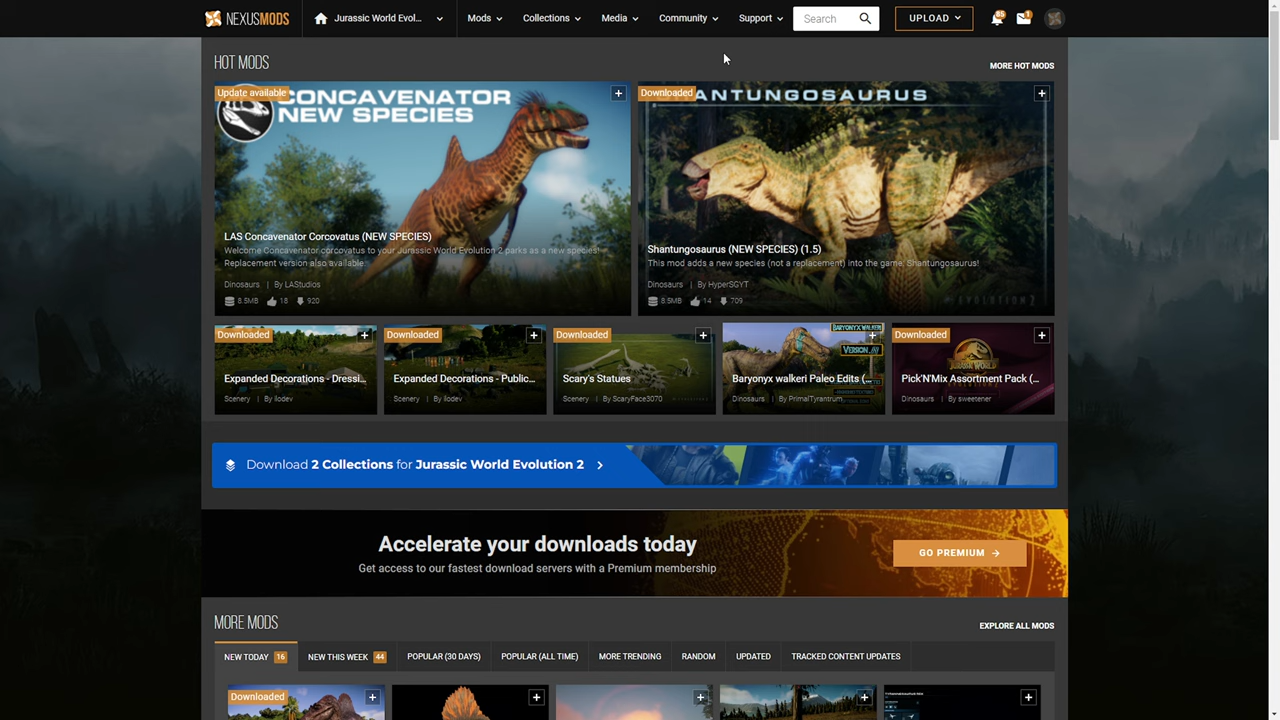 NEXUSMODS
Jurassic World Evol...
Mods
Collections
Media
Community
Support
Search
UPLOAD
85
1
HOT MODS
MORE HOT MODS
Update available
CONCAVENATOR
NEW SPECIES
LAS Concavenator Corcovatus (NEW SPECIES)
Welcome Concavenator corcovatus to your Jurassic World Evolution 2 parks as a new species!
Replacement version also available
Dinosaurs | By LAStudios
8.5MB 18 920
Downloaded
ANTUNGOSAURUS
Shantungosaurus (NEW SPECIES) (1.5)
This mod adds a new species (not a replacement) into the game: Shantungosaurus!
Dinosaurs | By HyperSGYT
8.5MB 14 709
EVOLUTION 2
Downloaded
Expanded Decorations - Dressi...
Scenery | By ilodev
Downloaded
Expanded Decorations - Public...
Scenery | By ilodev
Downloaded
Scary's Statues
Scenery | By ScaryFace3070
BARYONYX WALKERI
Baryonyx walkeri Paleo Edits (...
Dinosaurs | By PrimalTyrantrum
Downloaded
JURASSIC WORLD
Pick'N'Mix Assortment Pack (...
Dinosaurs | By sweetener
Download 2 Collections for Jurassic World Evolution 2
Accelerate your downloads today
Get access to our fastest download servers with a Premium membership
GO PREMIUM
MORE MODS
EXPLORE ALL MODS
NEW TODAY 16
NEW THIS WEEK 44
POPULAR (30 DAYS)
POPULAR (ALL TIME)
MORE TRENDING
RANDOM
UPDATED
TRACKED CONTENT UPDATES
Downloaded